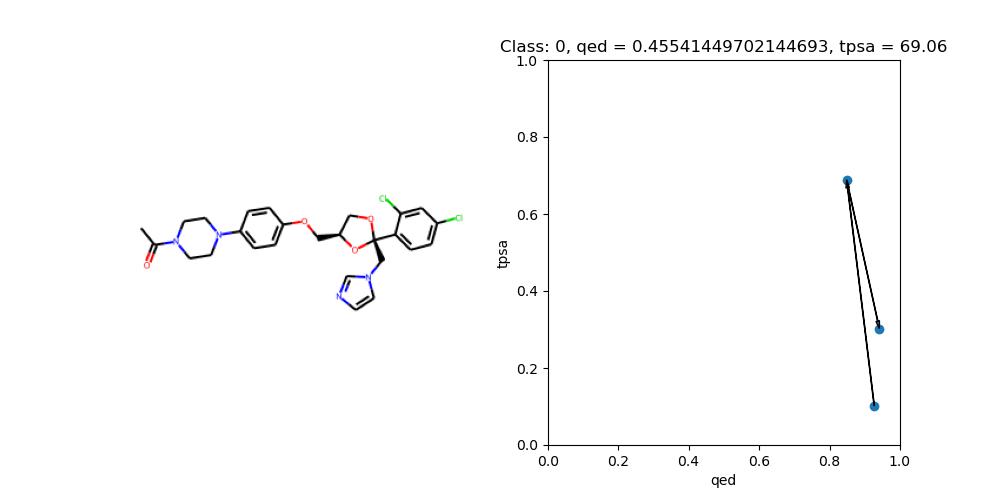 Class: 0, qed = 0.45541449702144693, tpsa = 69.06
1.0
0.8
0.6
0.4
0.2
0.0
tpsa
0.0 0.2 0.4 0.6 0.8 1.0
qed
Cl
Cl
O
O
O
N
N
O
N
N